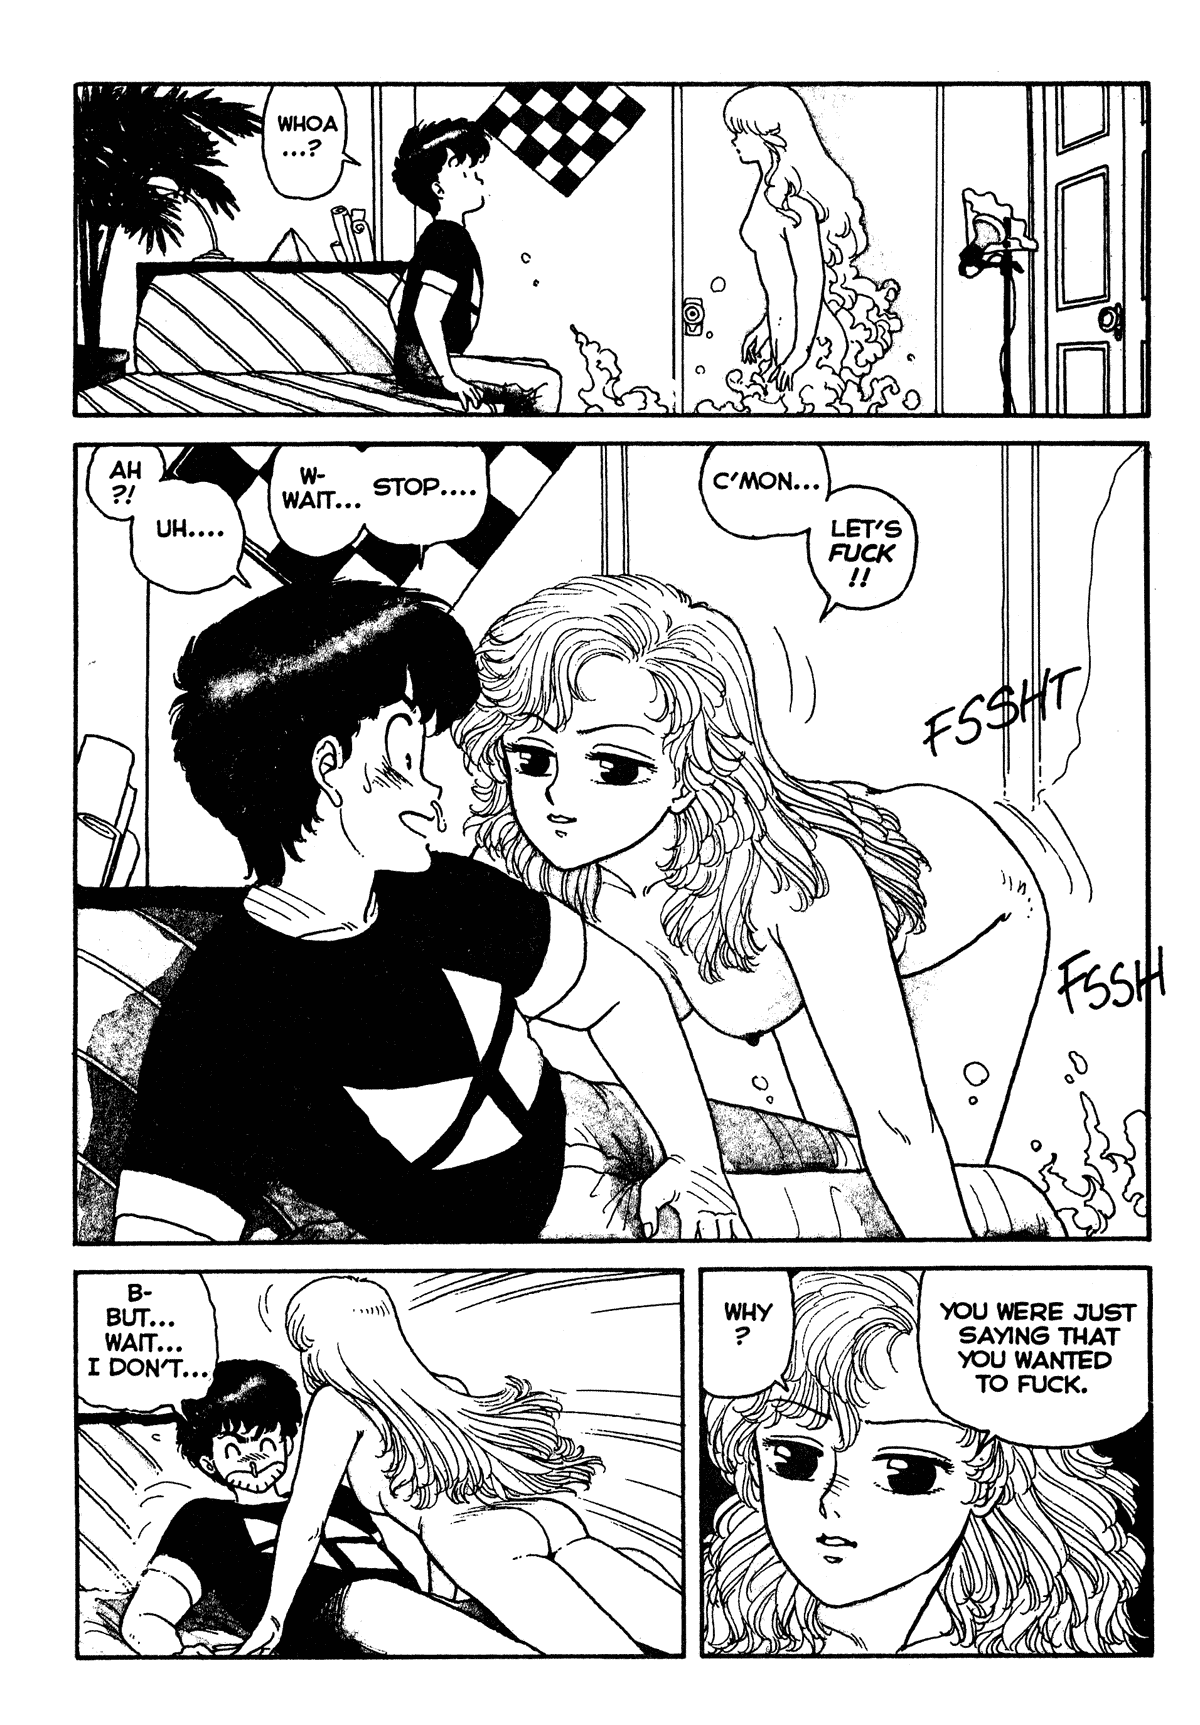 WHOA
...?
AH
?!
UH....
W-
WAIT...
STOP....
C'MON...
LET'S
FUCK
!!
FSSHT
FSSH
B-
BUT...
WAIT...
I DON'T...
WHY
?
YOU WERE JUST
SAYING THAT
YOU WANTED
TO FUCK.